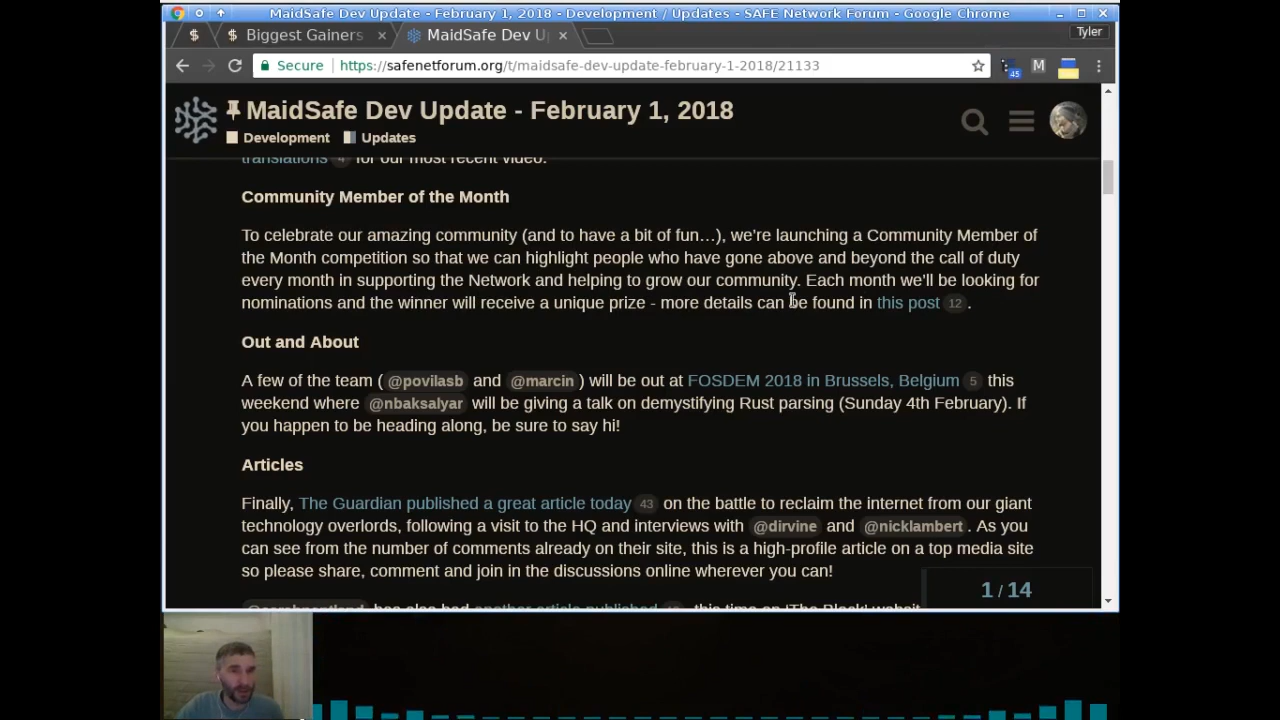 MaidSafe Dev Update - February 1, 2018 - Development / Updates - SAFE Network Forum - Google Chrome
$ $ Biggest Gainers MaidSafe Dev U Tyler
Secure https://safenetforum.org/t/maidsafe-dev-update-february-1-2018/21133 45 M
MaidSafe Dev Update - February 1, 2018
Development Updates
translations 4 for our most recent video.
Community Member of the Month
To celebrate our amazing community (and to have a bit of fun…), we're launching a Community Member of
the Month competition so that we can highlight people who have gone above and beyond the call of duty
every month in supporting the Network and helping to grow our community. Each month we'll be looking for
nominations and the winner will receive a unique prize - more details can be found in this post 12 .
Out and About
A few of the team ( @povilasb and @marcin ) will be out at FOSDEM 2018 in Brussels, Belgium 5 this
weekend where @nbaksalyar will be giving a talk on demystifying Rust parsing (Sunday 4th February). If
you happen to be heading along, be sure to say hi!
Articles
Finally, The Guardian published a great article today 43 on the battle to reclaim the internet from our giant
technology overlords, following a visit to the HQ and interviews with @dirvine and @nicklambert . As you
can see from the number of comments already on their site, this is a high-profile article on a top media site
so please share, comment and join in the discussions online wherever you can!
1 / 14
has also had another article published this time on